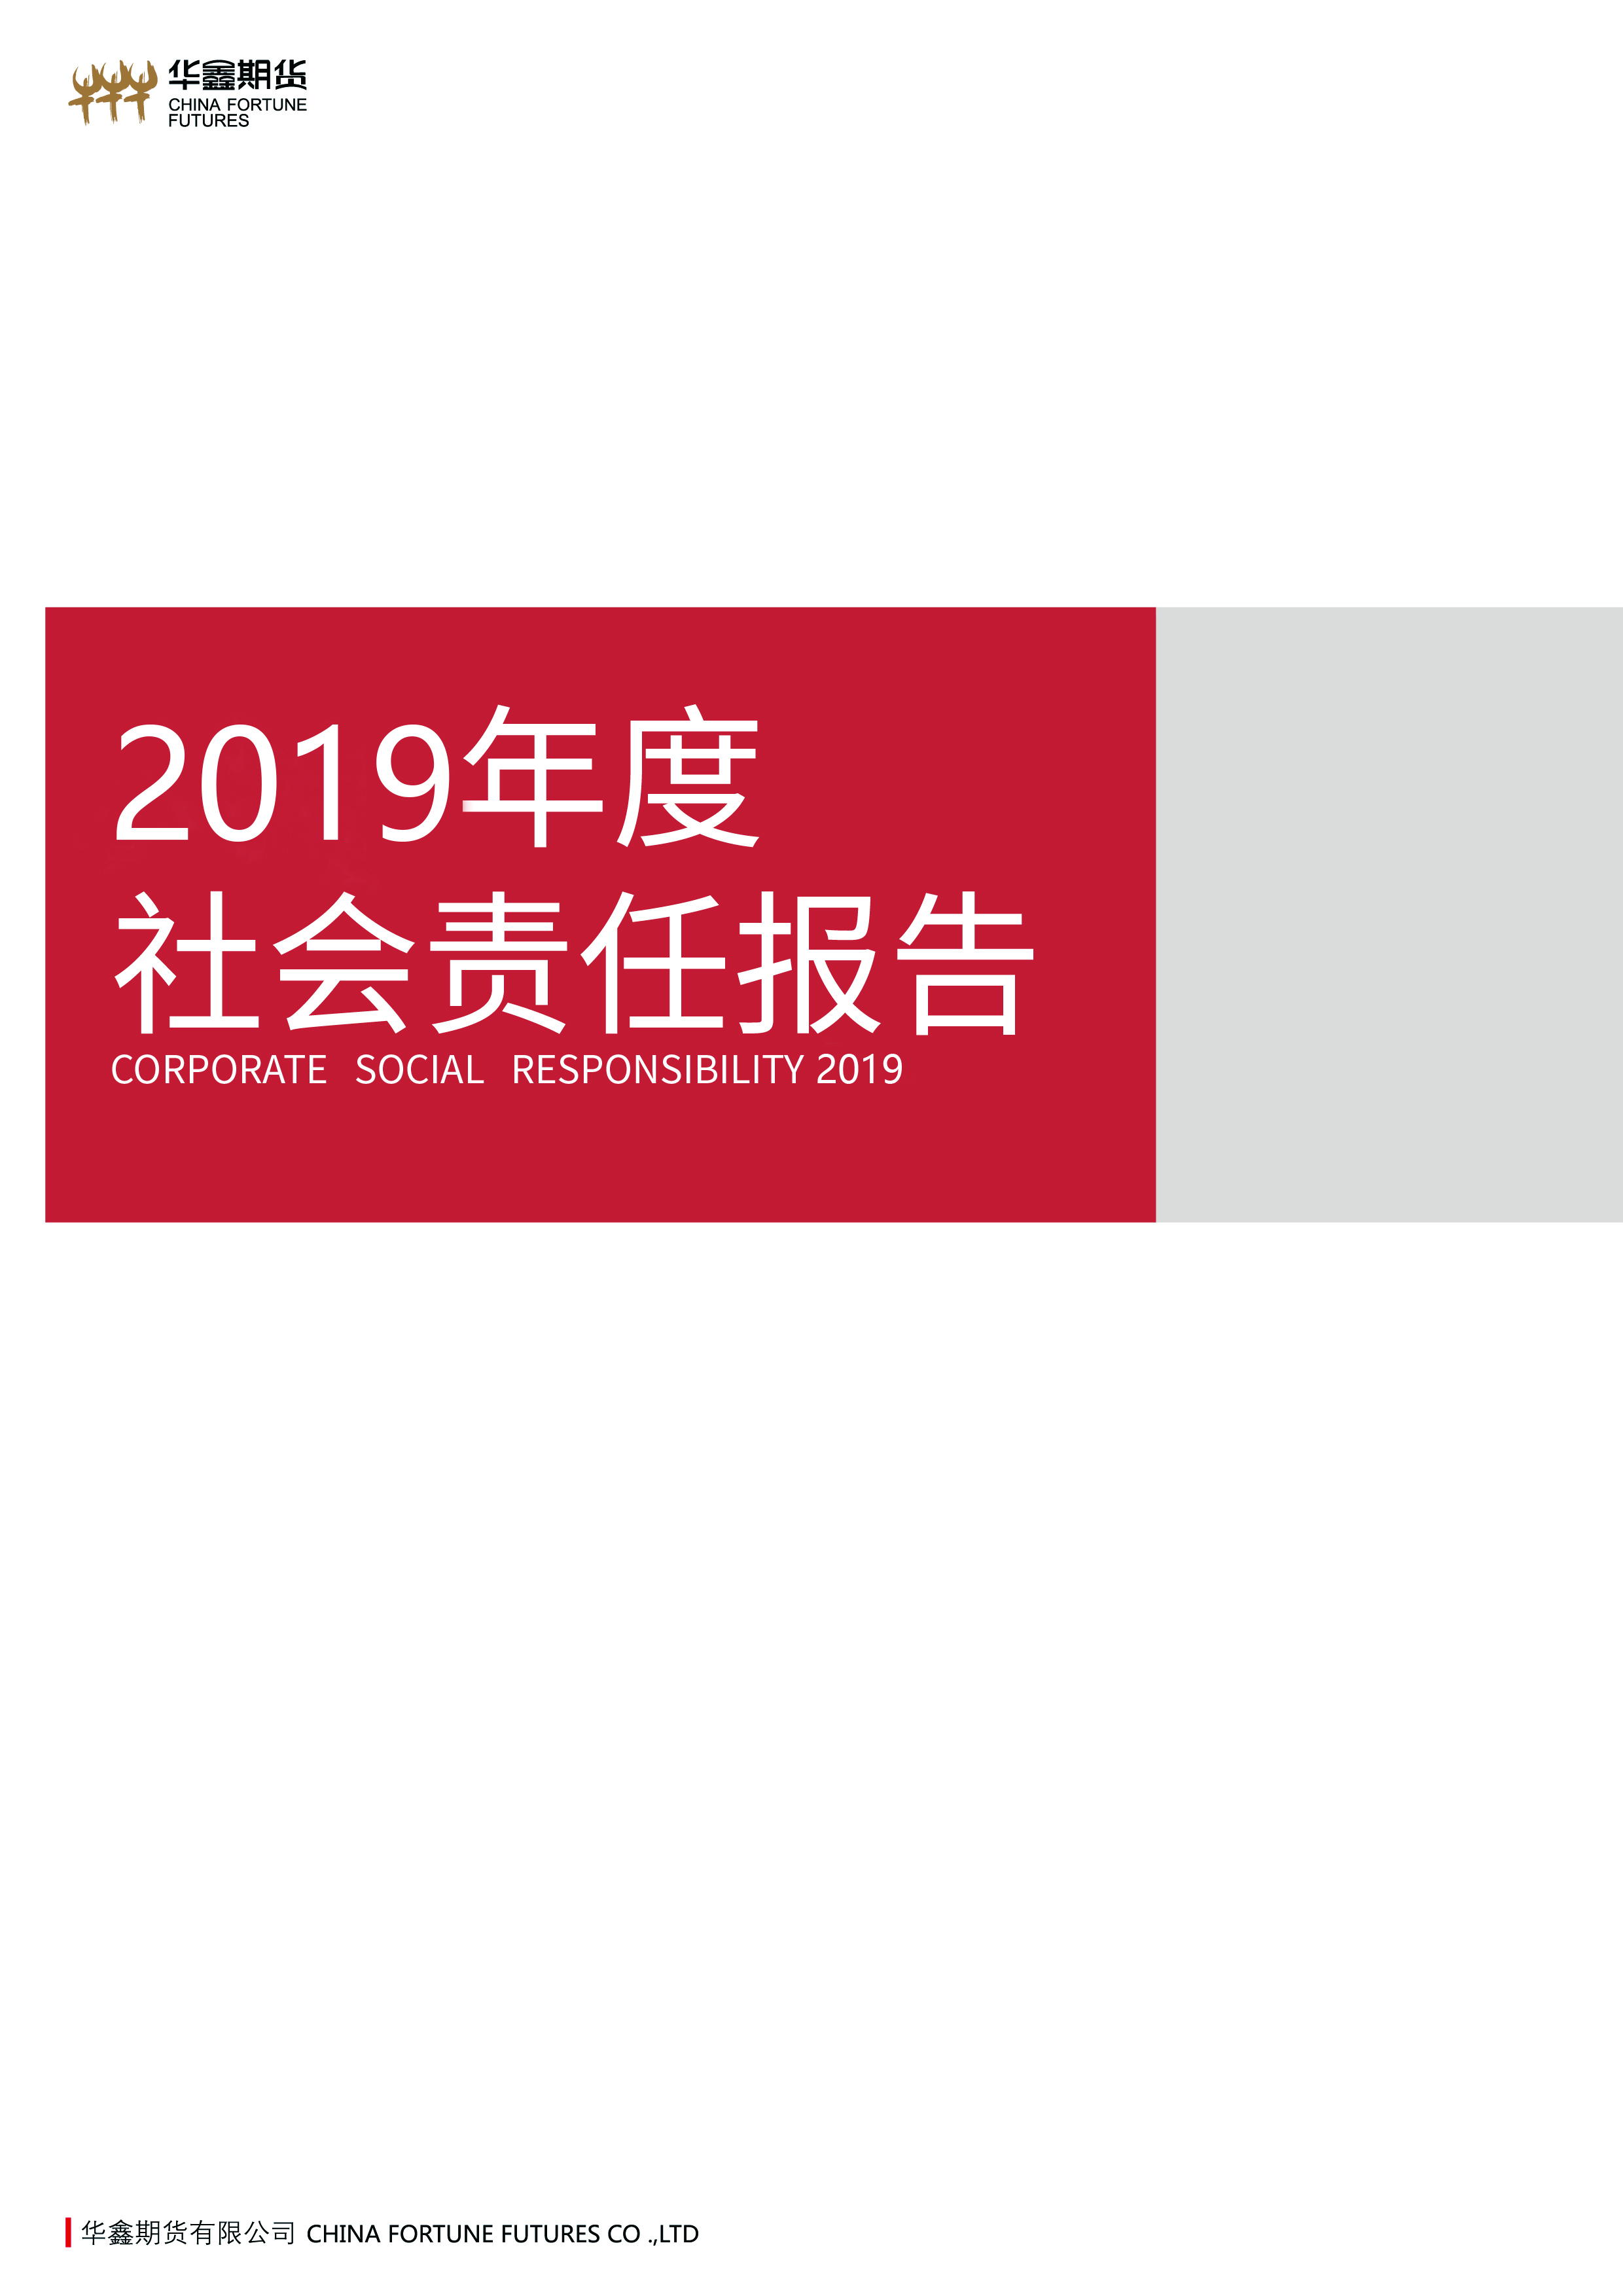 华鑫期货
CHINA FORTUNE
FUTURES
2019年度
社会责任报告
CORPORATE SOCIAL RESPONSIBILITY 2019
华鑫期货有限公司 CHINA FORTUNE FUTURES CO .,LTD